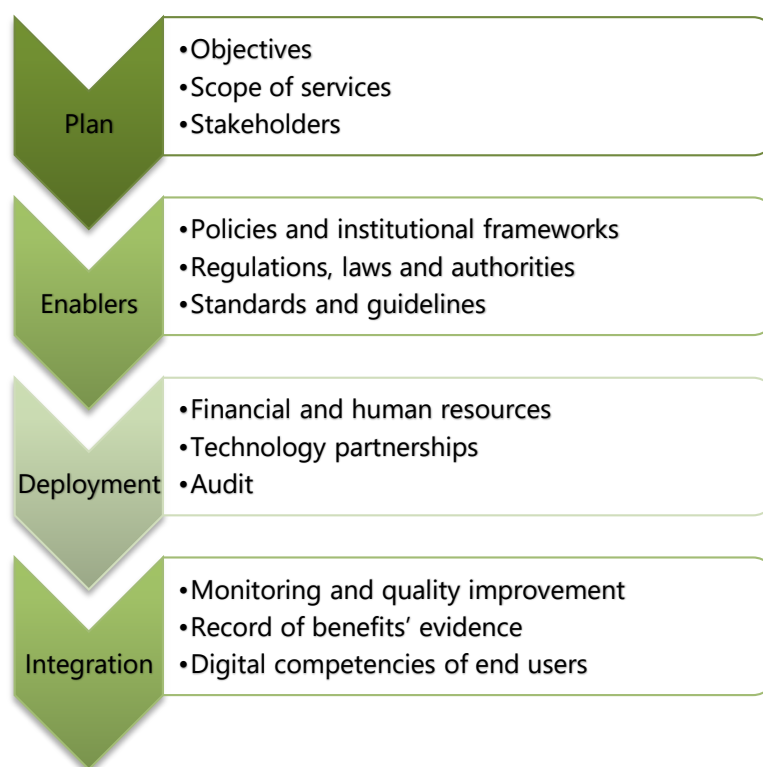 Plan
•Objectives
•Scope of services
•Stakeholders
Enablers
•Policies and institutional frameworks
•Regulations, laws and authorities
•Standards and guidelines
Deployment
•Financial and human resources
•Technology partnerships
•Audit
Integration
•Monitoring and quality improvement
•Record of benefits’ evidence
•Digital competencies of end users